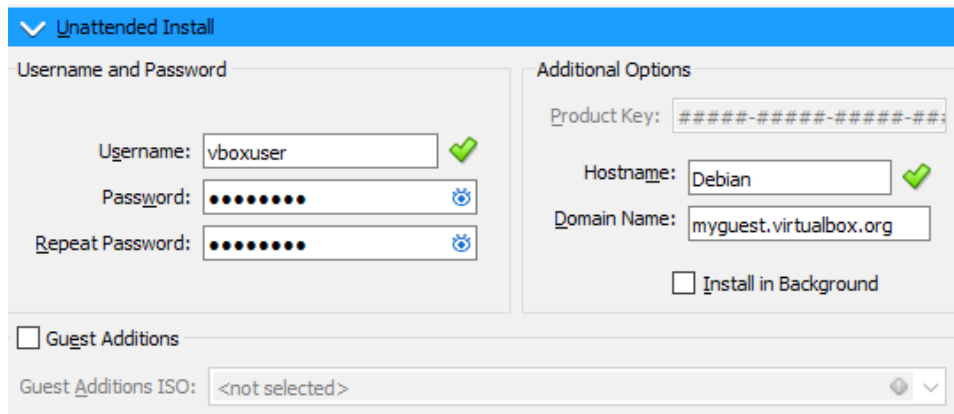 Unattended Install
Username and Password
Username: vboxuser
Password: ●●●●●●●●
Repeat Password: ●●●●●●●●
Additional Options
Product Key: #####-#####-#####-###
Hostname: Debian
Domain Name: myguest.virtualbox.org
Install in Background
Guest Additions
Guest Additions ISO: <not selected>